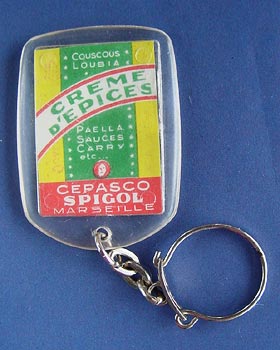 COUSCOUS
LOUBIA
CREME
D'EPICES
PAELLA
SAUCES
CARRY
etc...
CEPASCO
SPIGOL
MARSEILLE